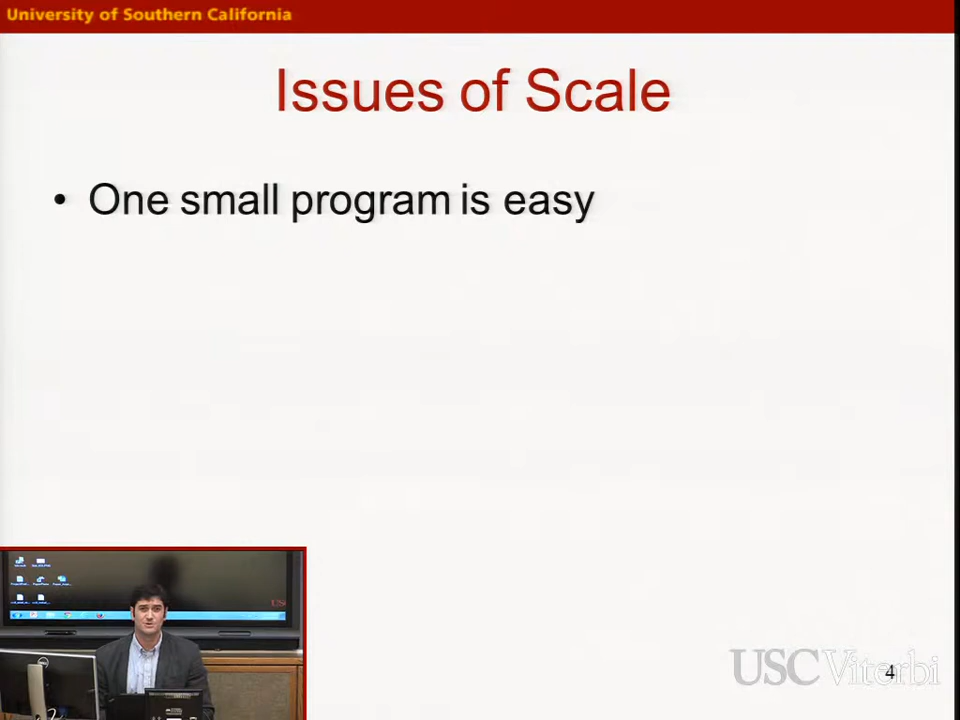 University of Southern California
Issues of Scale
• One small program is easy
USC Viterbi
4